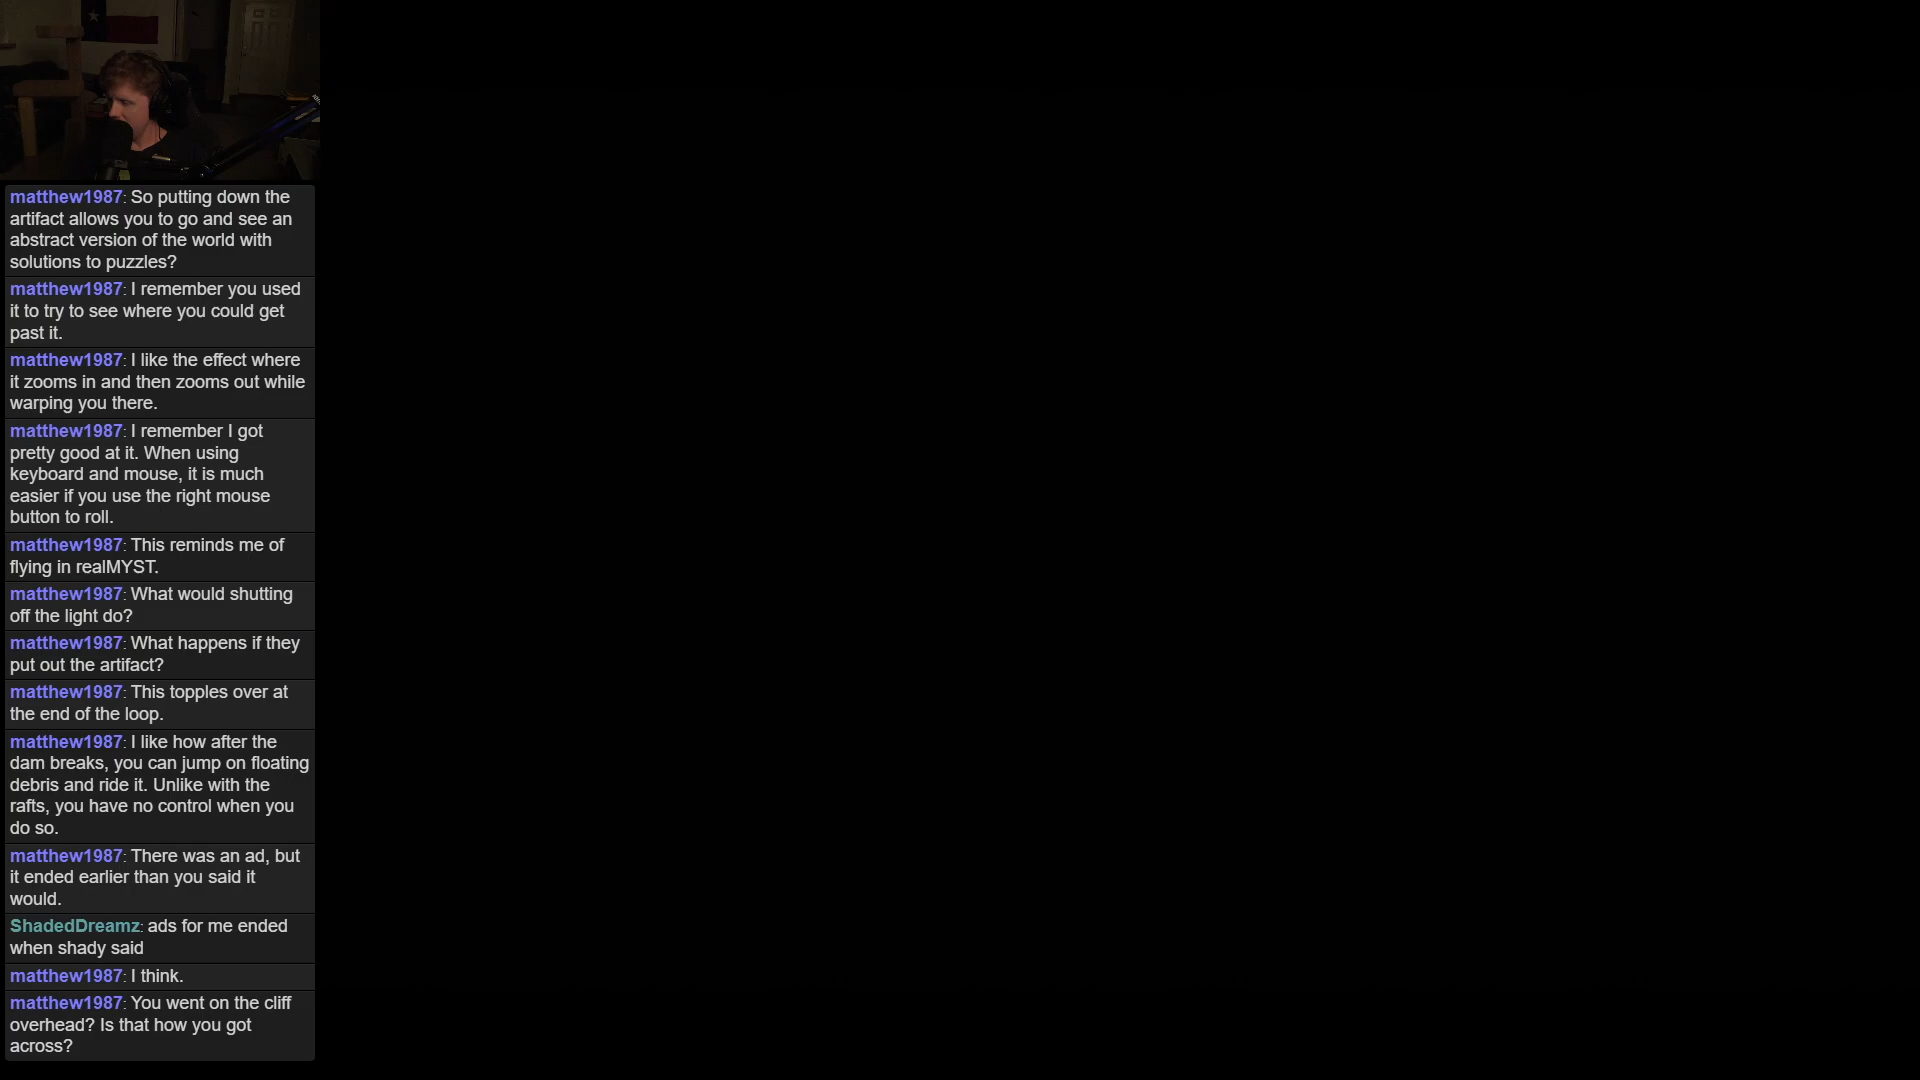 matthew1987: So putting down the
artifact allows you to go and see an
abstract version of the world with
solutions to puzzles?
matthew1987: I remember you used
it to try to see where you could get
past it.
matthew1987: I like the effect where
it zooms in and then zooms out while
warping you there.
matthew1987: I remember I got
pretty good at it. When using
keyboard and mouse, it is much
easier if you use the right mouse
button to roll.
matthew1987: This reminds me of
flying in realMYST.
matthew1987: What would shutting
off the light do?
matthew1987: What happens if they
put out the artifact?
matthew1987: This topples over at
the end of the loop.
matthew1987: I like how after the
dam breaks, you can jump on floating
debris and ride it. Unlike with the
rafts, you have no control when you
do so.
matthew1987: There was an ad, but
it ended earlier than you said it
would.
ShadedDreamz: ads for me ended
when shady said
matthew1987: I think.
matthew1987: You went on the cliff
overhead? Is that how you got
across?